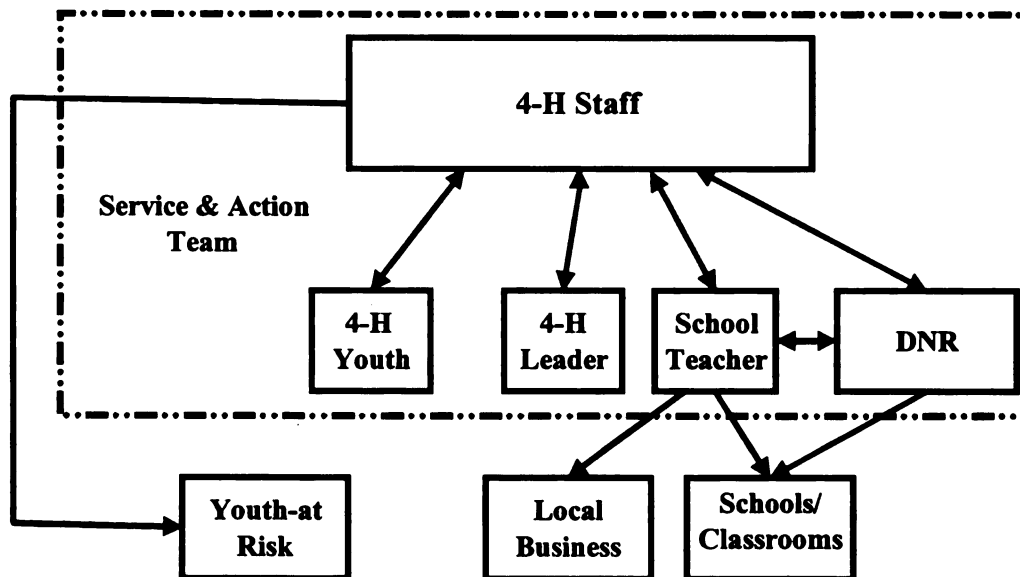 4-H Staff
Service & Action
Team
4-H
Youth
4-H
Leader
School
Teacher
DNR
Youth-at
Risk
Local
Business
Schools/
Classrooms